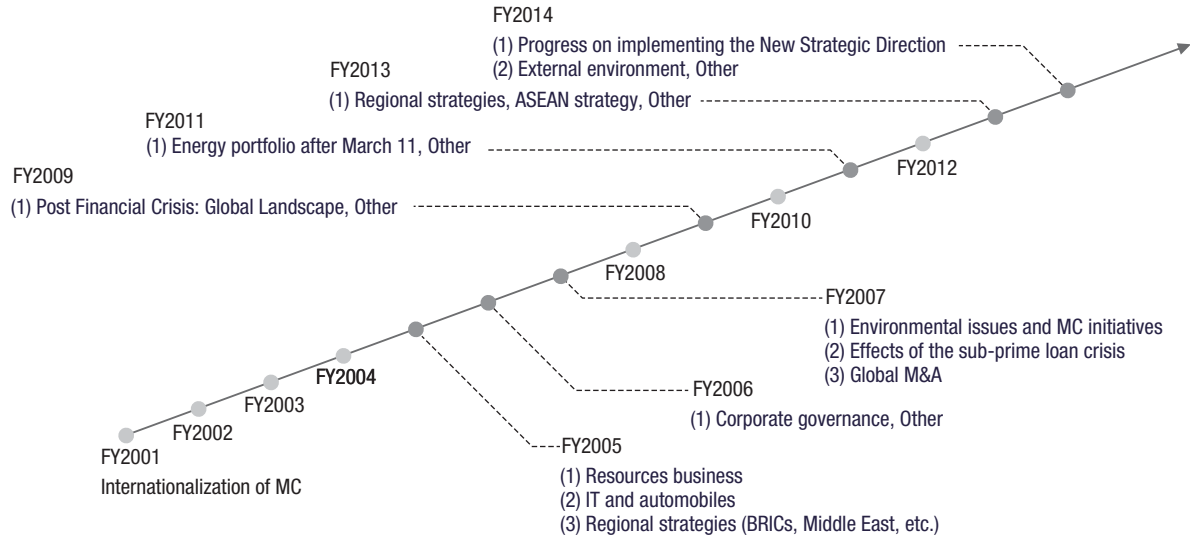 FY2014
(1) Progress on implementing the New Strategic Direction
(2) External environment, Other
FY2013
(1) Regional strategies, ASEAN strategy, Other
FY2011
(1) Energy portfolio after March 11, Other
FY2009
(1) Post Financial Crisis: Global Landscape, Other
FY2012
FY2010
FY2008
FY2007
(1) Environmental issues and MC initiatives
(2) Effects of the sub-prime loan crisis
(3) Global M&A
FY2006
(1) Corporate governance, Other
FY2005
(1) Resources business
(2) IT and automobiles
(3) Regional strategies (BRICs, Middle East, etc.)
FY2004
FY2003
FY2002
FY2001
Internationalization of MC